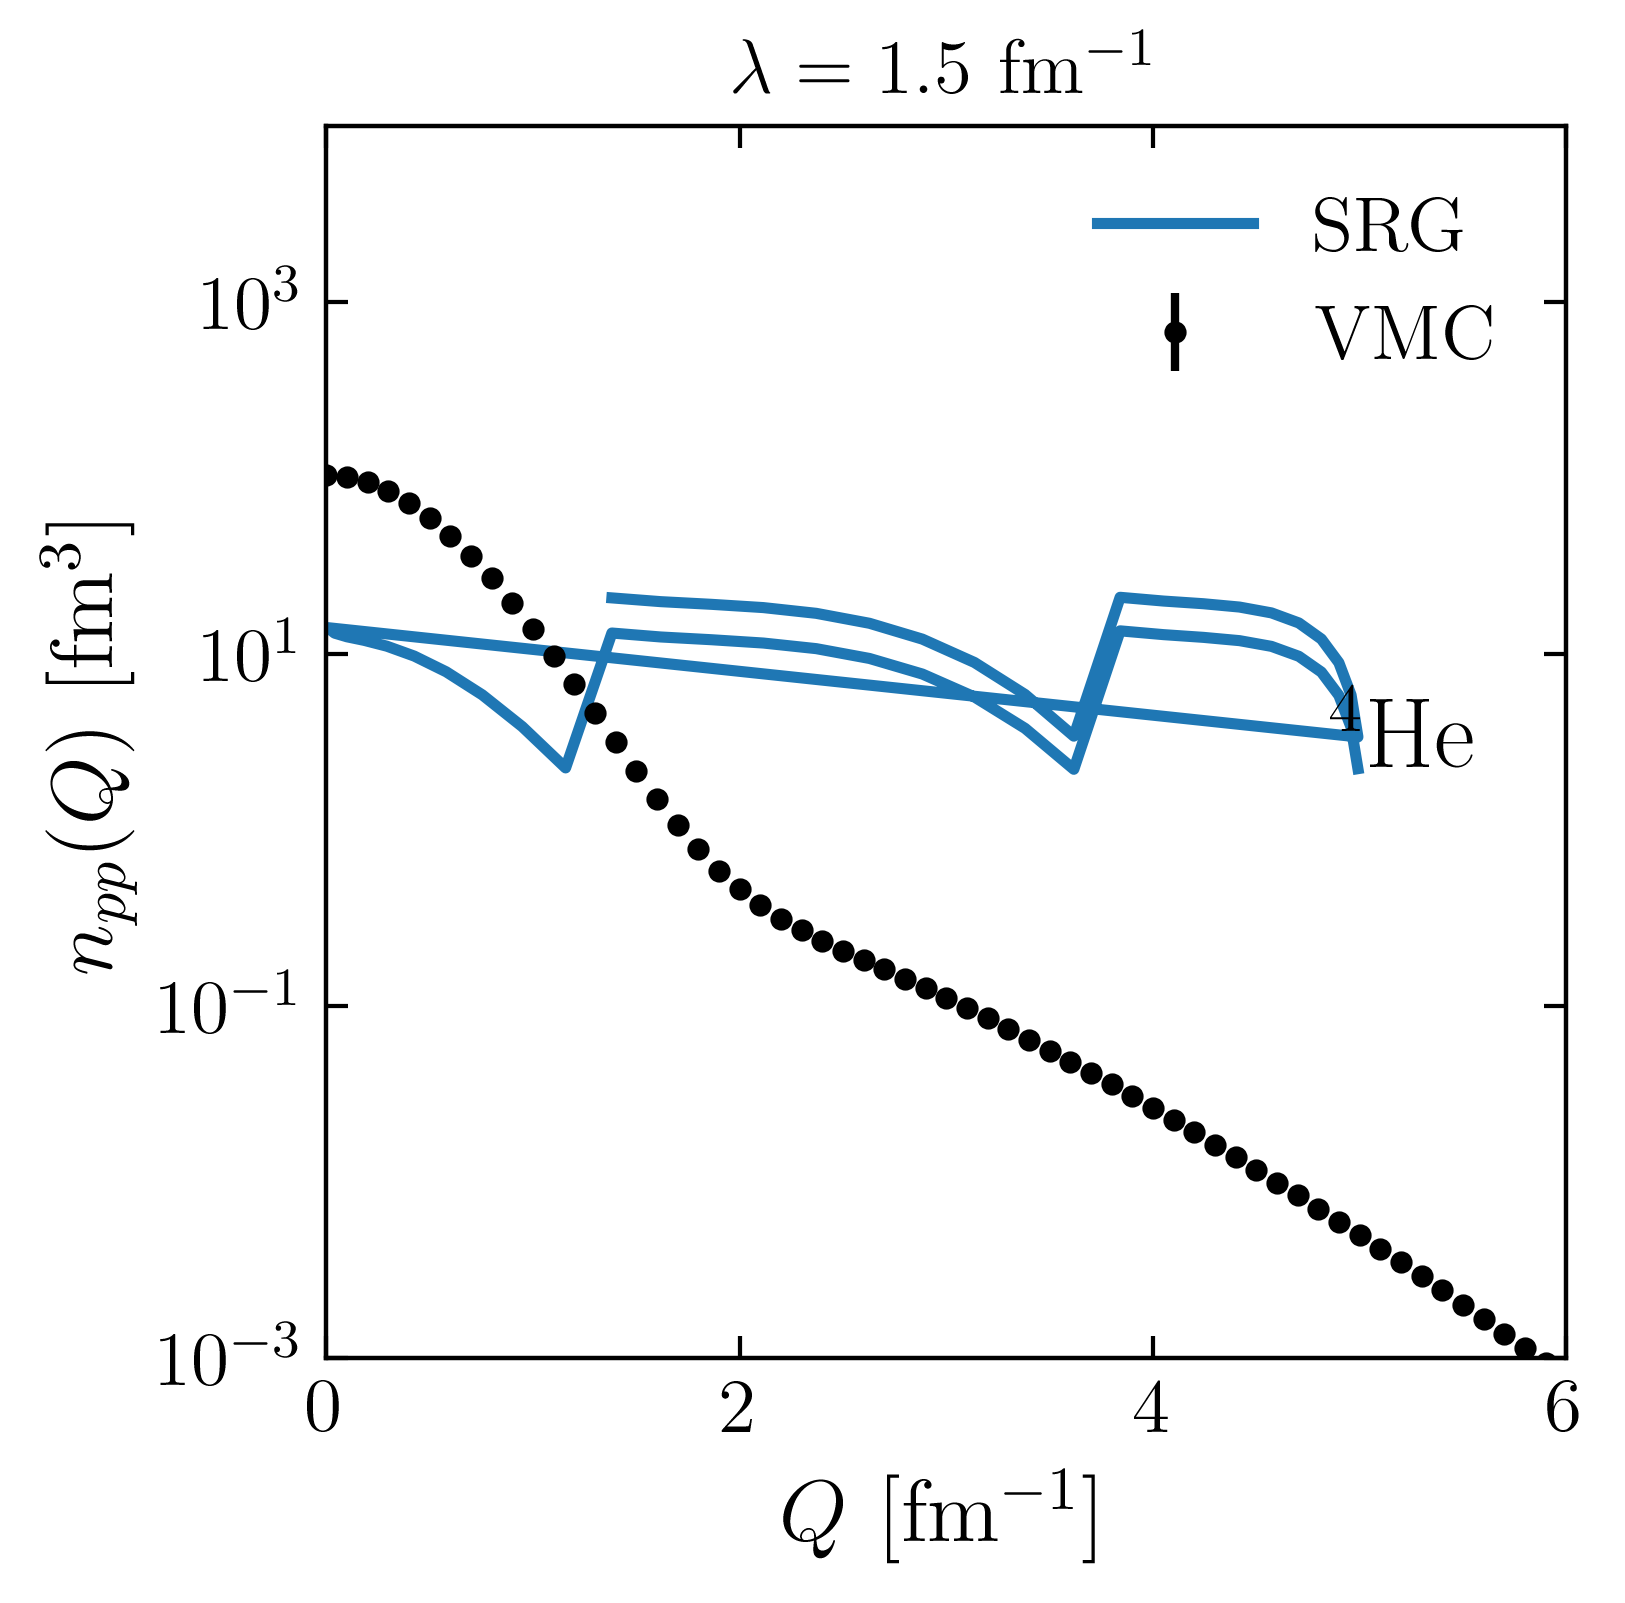 λ = 1.5 fm⁻¹
SRG
VMC
10³
10¹
10⁻¹
10⁻³
n_pp(Q) [fm³]
⁴He
0 2 4 6
Q [fm⁻¹]